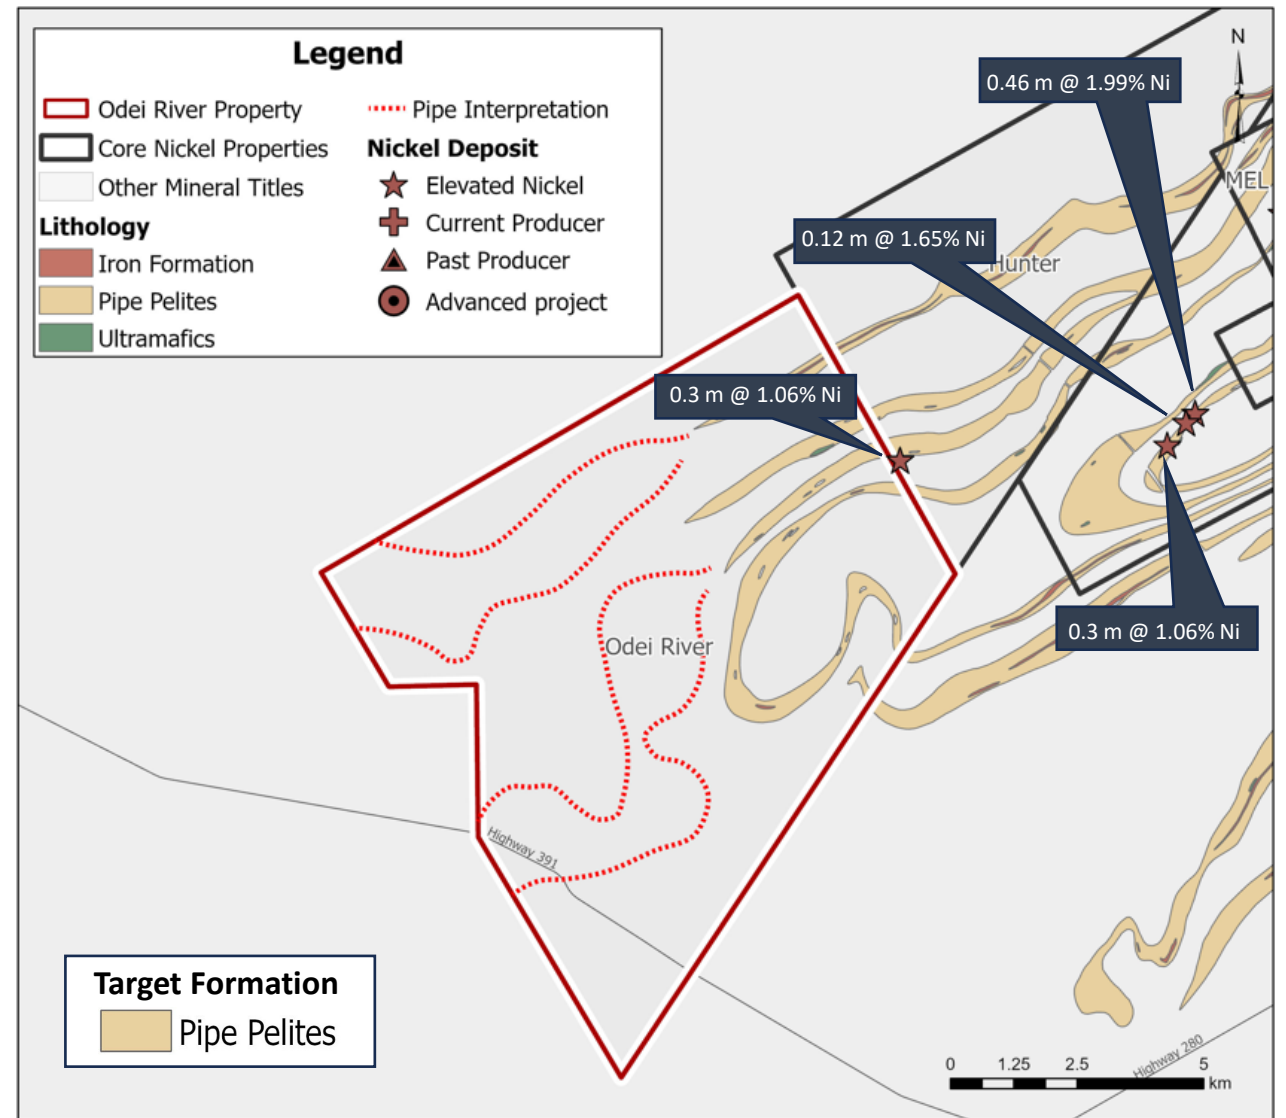 Legend
Odei River Property
Core Nickel Properties
Other Mineral Titles
Lithology
Iron Formation
Pipe Pelites
Ultramafics
Pipe Interpretation
Nickel Deposit
Elevated Nickel
Current Producer
Past Producer
Advanced project
N
0.46 m @ 1.99% Ni
MEL
0.12 m @ 1.65% Ni
Hunter
0.3 m @ 1.06% Ni
0.3 m @ 1.06% Ni
Odei River
Highway 391
Target Formation
Pipe Pelites
Highway 280
0 1.25 2.5 5
km